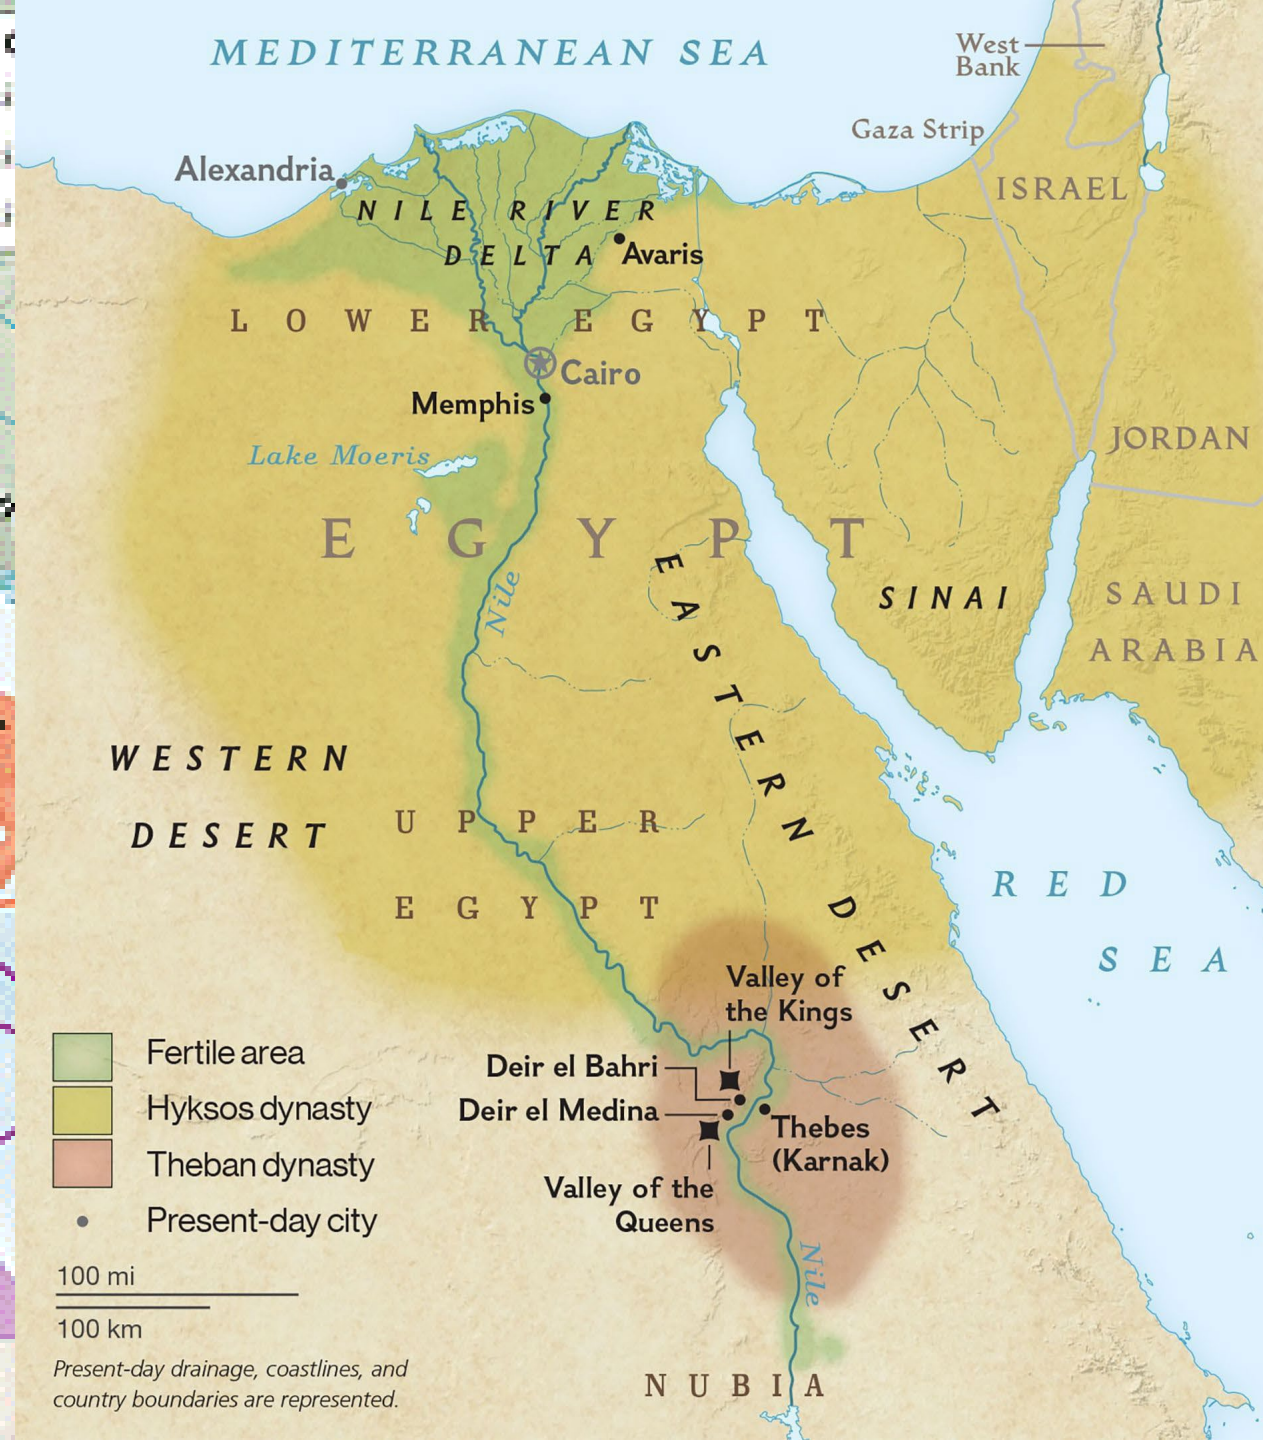 MEDITERRANEAN SEA
West
Bank
Gaza Strip
Alexandria
ISRAEL
NILE RIVER
DELTA
Avaris
LOWER EGYPT
Cairo
Memphis
JORDAN
Lake Moeris
EGYPT
Nile
SINAI
SAUDI
ARABIA
EASTERN DESERT
WESTERN
DESERT
UPPER
EGYPT
RED
SEA
Valley of
the Kings
Deir el Bahri
Deir el Medina
Thebes
(Karnak)
Valley of the
Queens
Nile
NUBIA
Fertile area
Hyksos dynasty
Theban dynasty
Present-day city
100 mi
100 km
Present-day drainage, coastlines, and
country boundaries are represented.